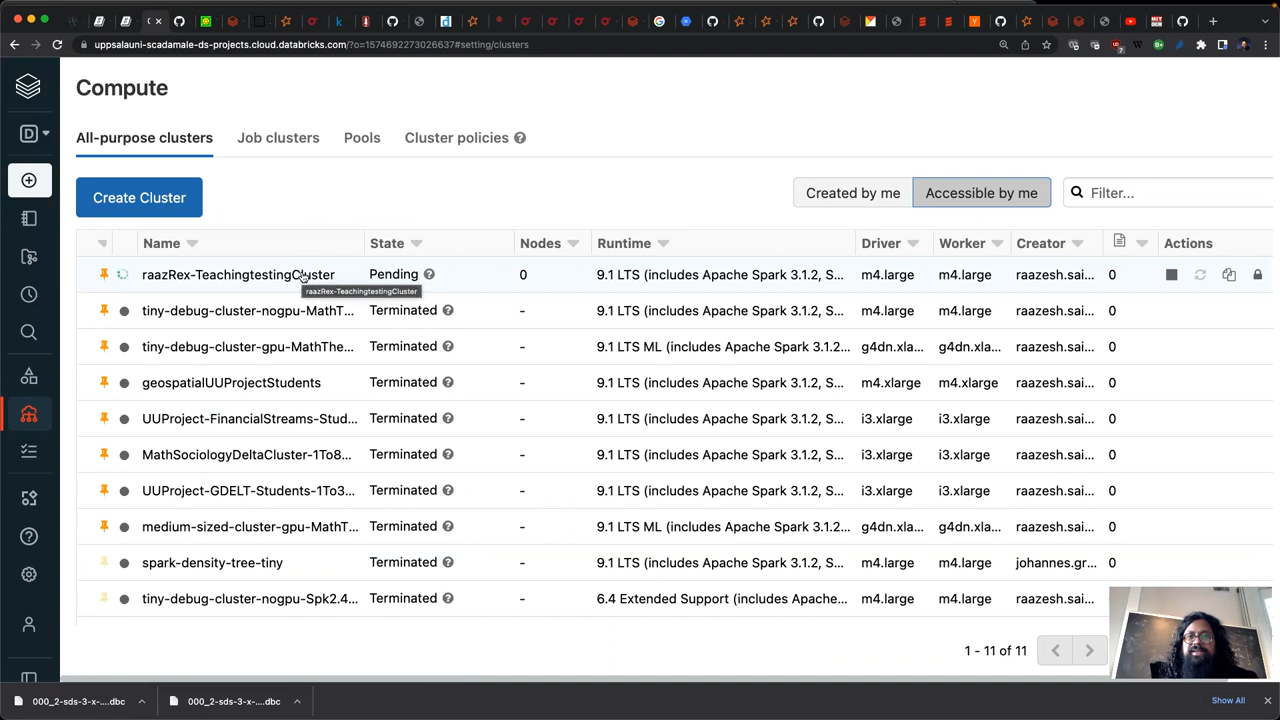 uppsalauni-scadamale-ds-projects.cloud.databricks.com/?o=1574692273026637#setting/clusters
Compute
All-purpose clusters Job clusters Pools Cluster policies
Create Cluster
Created by me Accessible by me Filter...
Name State Nodes Runtime Driver Worker Creator Actions
raazRex-TeachingtestingCluster Pending 0 9.1 LTS (includes Apache Spark 3.1.2, S... m4.large m4.large raazesh.sai... 0
raazRex-TeachingtestingCluster
tiny-debug-cluster-nogpu-MathT... Terminated - 9.1 LTS (includes Apache Spark 3.1.2, S... m4.large m4.large raazesh.sai... 0
tiny-debug-cluster-gpu-MathThe... Terminated - 9.1 LTS ML (includes Apache Spark 3.1.2... g4dn.xla... g4dn.xla... raazesh.sai... 0
geospatialUUProjectStudents Terminated - 9.1 LTS (includes Apache Spark 3.1.2, S... m4.xlarge m4.xlarge raazesh.sai... 0
UUProject-FinancialStreams-Stud... Terminated - 9.1 LTS (includes Apache Spark 3.1.2, S... i3.xlarge i3.xlarge raazesh.sai... 0
MathSociologyDeltaCluster-1To8... Terminated - 9.1 LTS (includes Apache Spark 3.1.2, S... i3.xlarge i3.xlarge raazesh.sai... 0
UUProject-GDELT-Students-1To3... Terminated - 9.1 LTS (includes Apache Spark 3.1.2, S... i3.xlarge i3.xlarge raazesh.sai... 0
medium-sized-cluster-gpu-MathT... Terminated - 9.1 LTS ML (includes Apache Spark 3.1.2... g4dn.xla... g4dn.xla... raazesh.sai... 0
spark-density-tree-tiny Terminated - 9.1 LTS (includes Apache Spark 3.1.2, S... m4.large m4.large johannes.gr... 0
tiny-debug-cluster-nogpu-Spk2.4... Terminated - 6.4 Extended Support (includes Apache... m4.large m4.large raazesh.sai...
1 - 11 of 11
000_2-sds-3-x-....dbc 000_2-sds-3-x-....dbc Show All